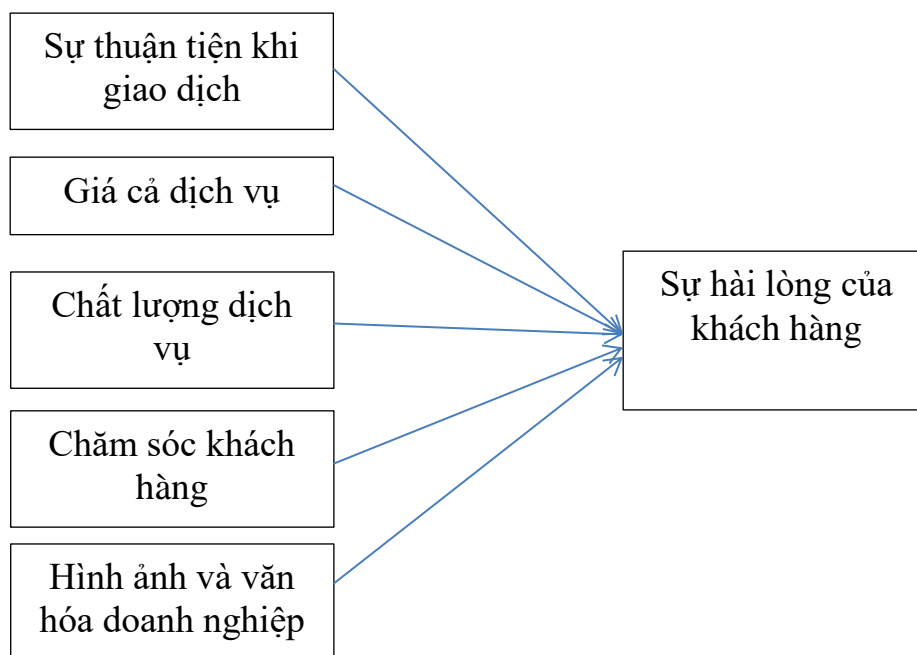 Sự thuận tiện khi
giao dịch
Giá cả dịch vụ
Chất lượng dịch
vụ
Chăm sóc khách
hàng
Hình ảnh và văn
hóa doanh nghiệp
Sự hài lòng của
khách hàng